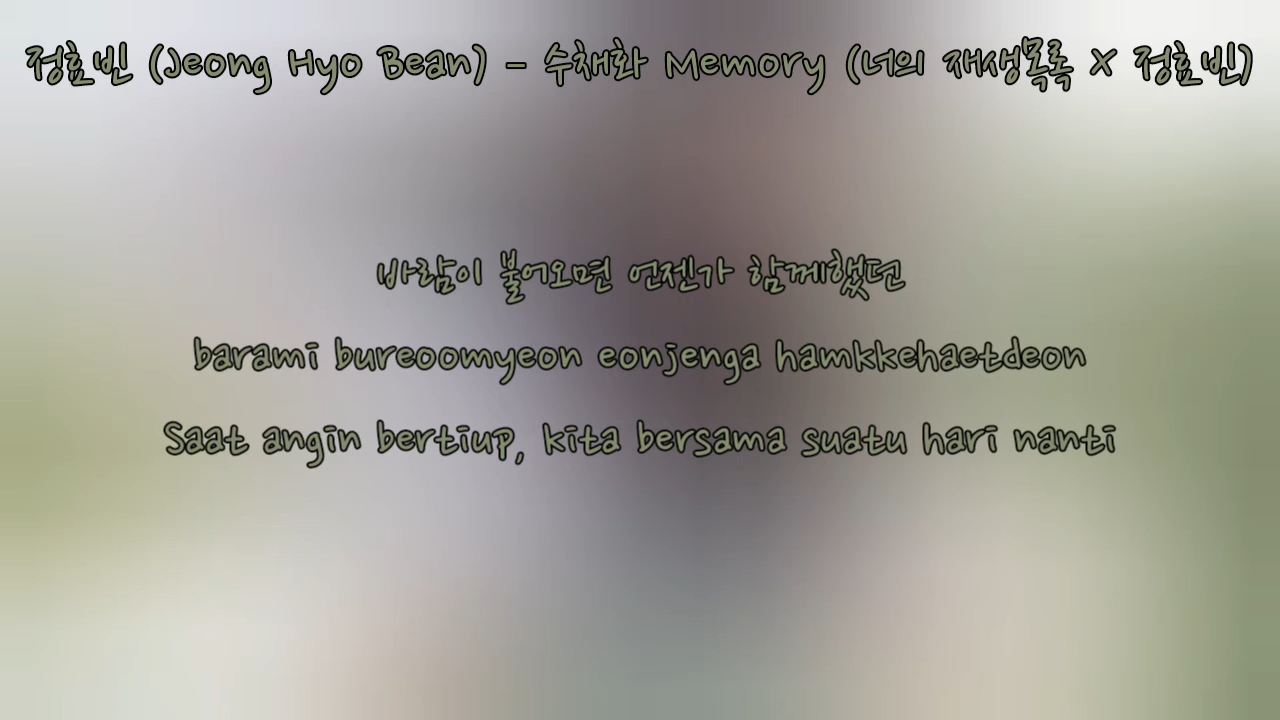 정효빈 (Jeong Hyo Bean) - 수채화 Memory (너의 재생목록 X 정효빈)
바람이 불어오면 언젠가 함께했던
barami bureoomyeon eonjenga hamkkehaetdeon
Saat angin bertiup, kita bersama suatu hari nanti